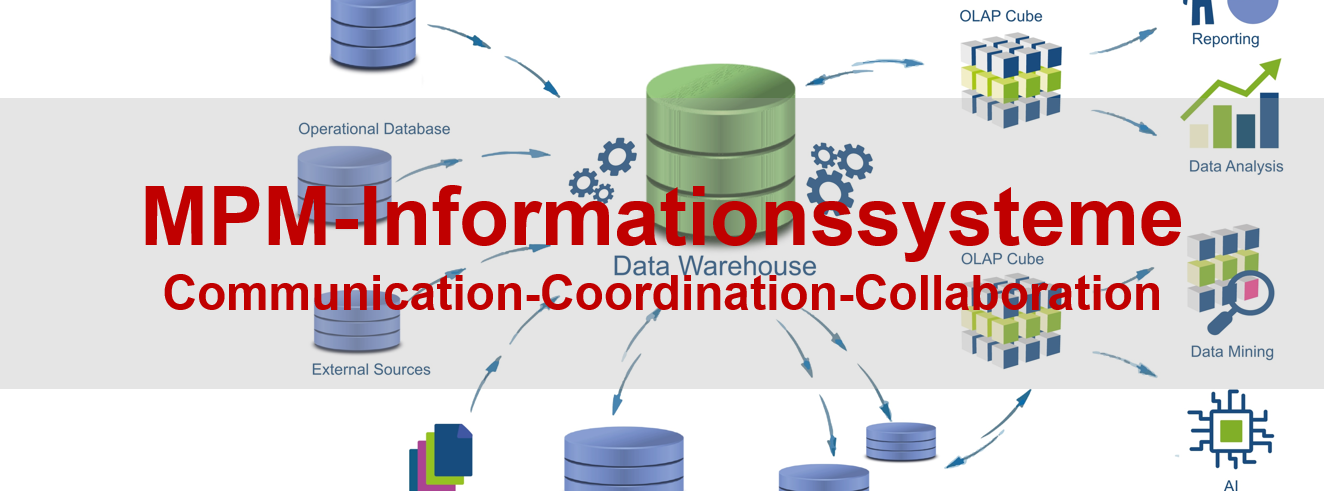 OLAP Cube
Reporting
Operational Database
Data Analysis
MPM-Informationssysteme
Data Warehouse
OLAP Cube
Communication-Coordination-Collaboration
Data Mining
External Sources
AI